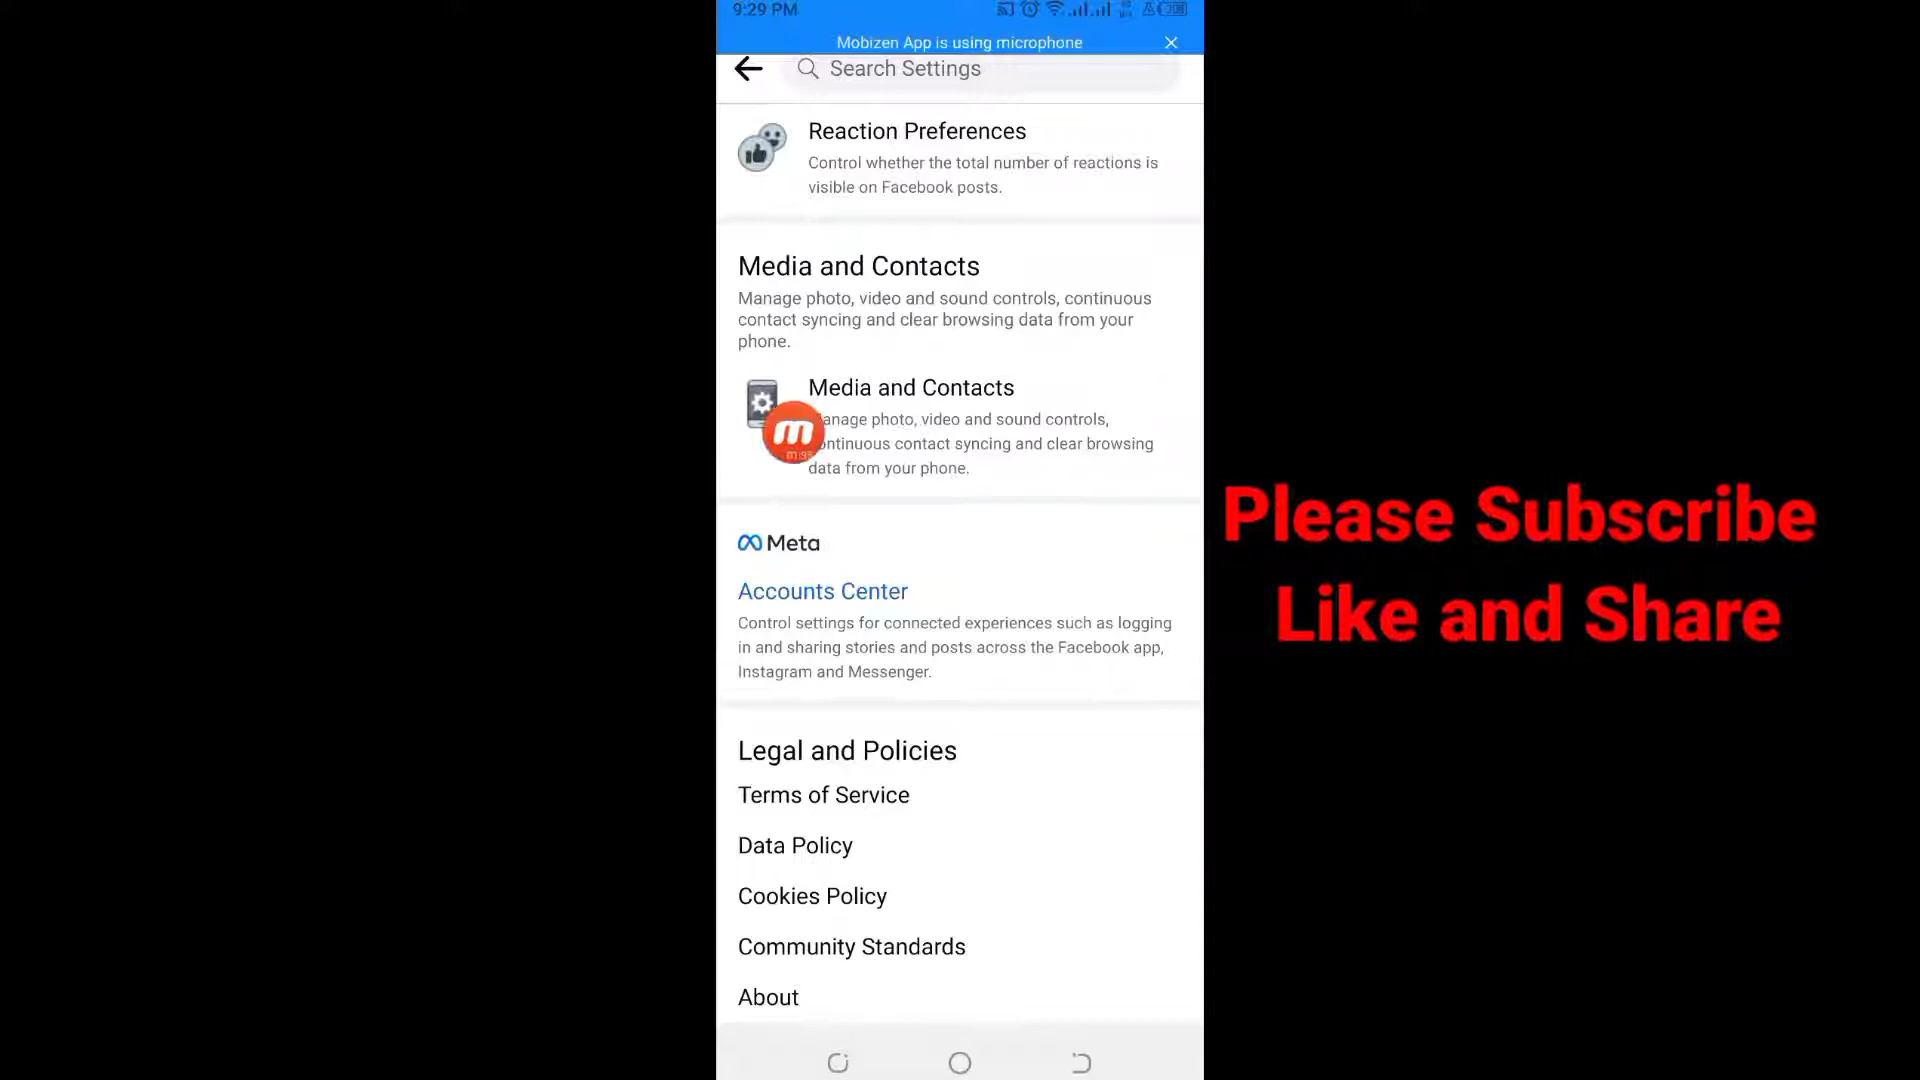 9:29 PM
Mobizen App is using microphone
Search Settings
Reaction Preferences
Control whether the total number of reactions is
visible on Facebook posts.
Media and Contacts
Manage photo, video and sound controls, continuous
contact syncing and clear browsing data from your
phone.
Media and Contacts
anage photo, video and sound controls,
ontinuous contact syncing and clear browsing
data from your phone.
Meta
Accounts Center
Control settings for connected experiences such as logging
in and sharing stories and posts across the Facebook app,
Instagram and Messenger.
Legal and Policies
Terms of Service
Data Policy
Cookies Policy
Community Standards
About
Please Subscribe
Like and Share